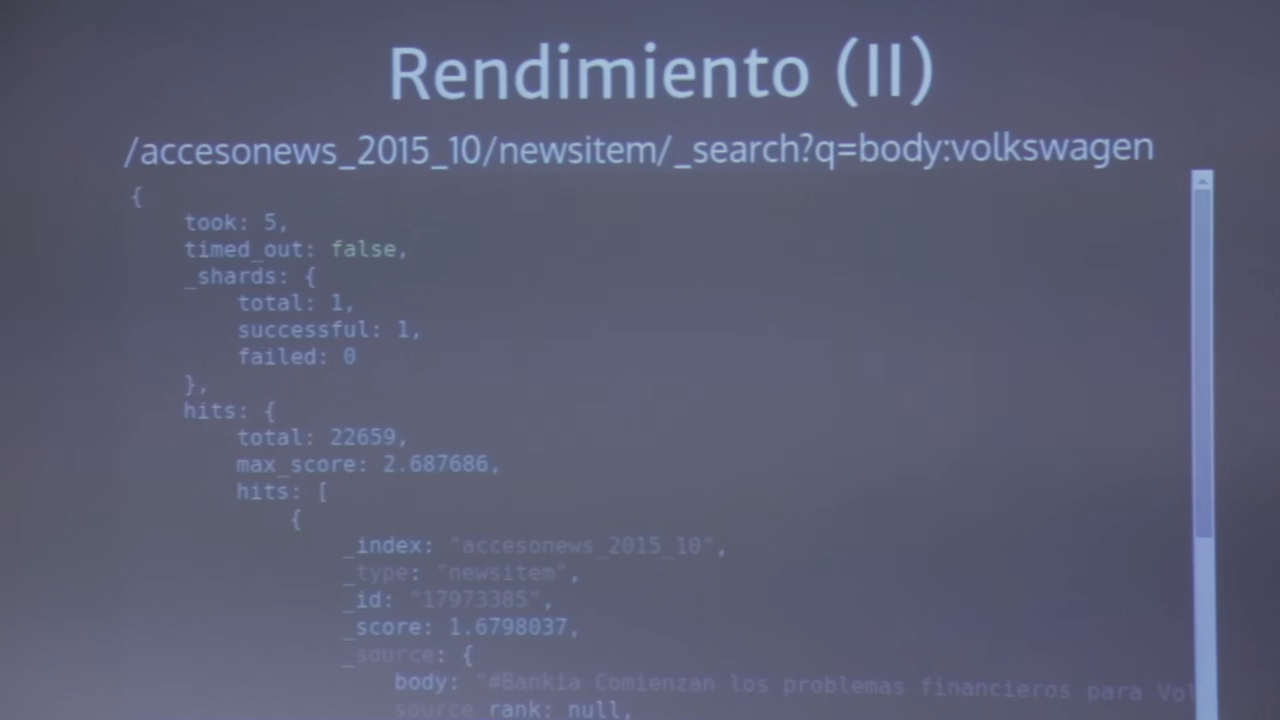 Rendimiento (II)
/accesonews_2015_10/newsitem/_search?q=body:volkswagen
{
took: 5,
timed_out: false,
_shards: {
total: 1,
successful: 1,
failed: 0
},
hits: {
total: 22659,
max_score: 2.687686,
hits: [
{
_index: "accesonews_2015_10",
_type: "newsitem",
_id: "17973385",
_score: 1.6798037,
_source: {
body: "#Bankia Comienzan los problemas financieros para Vol
source_rank: null,